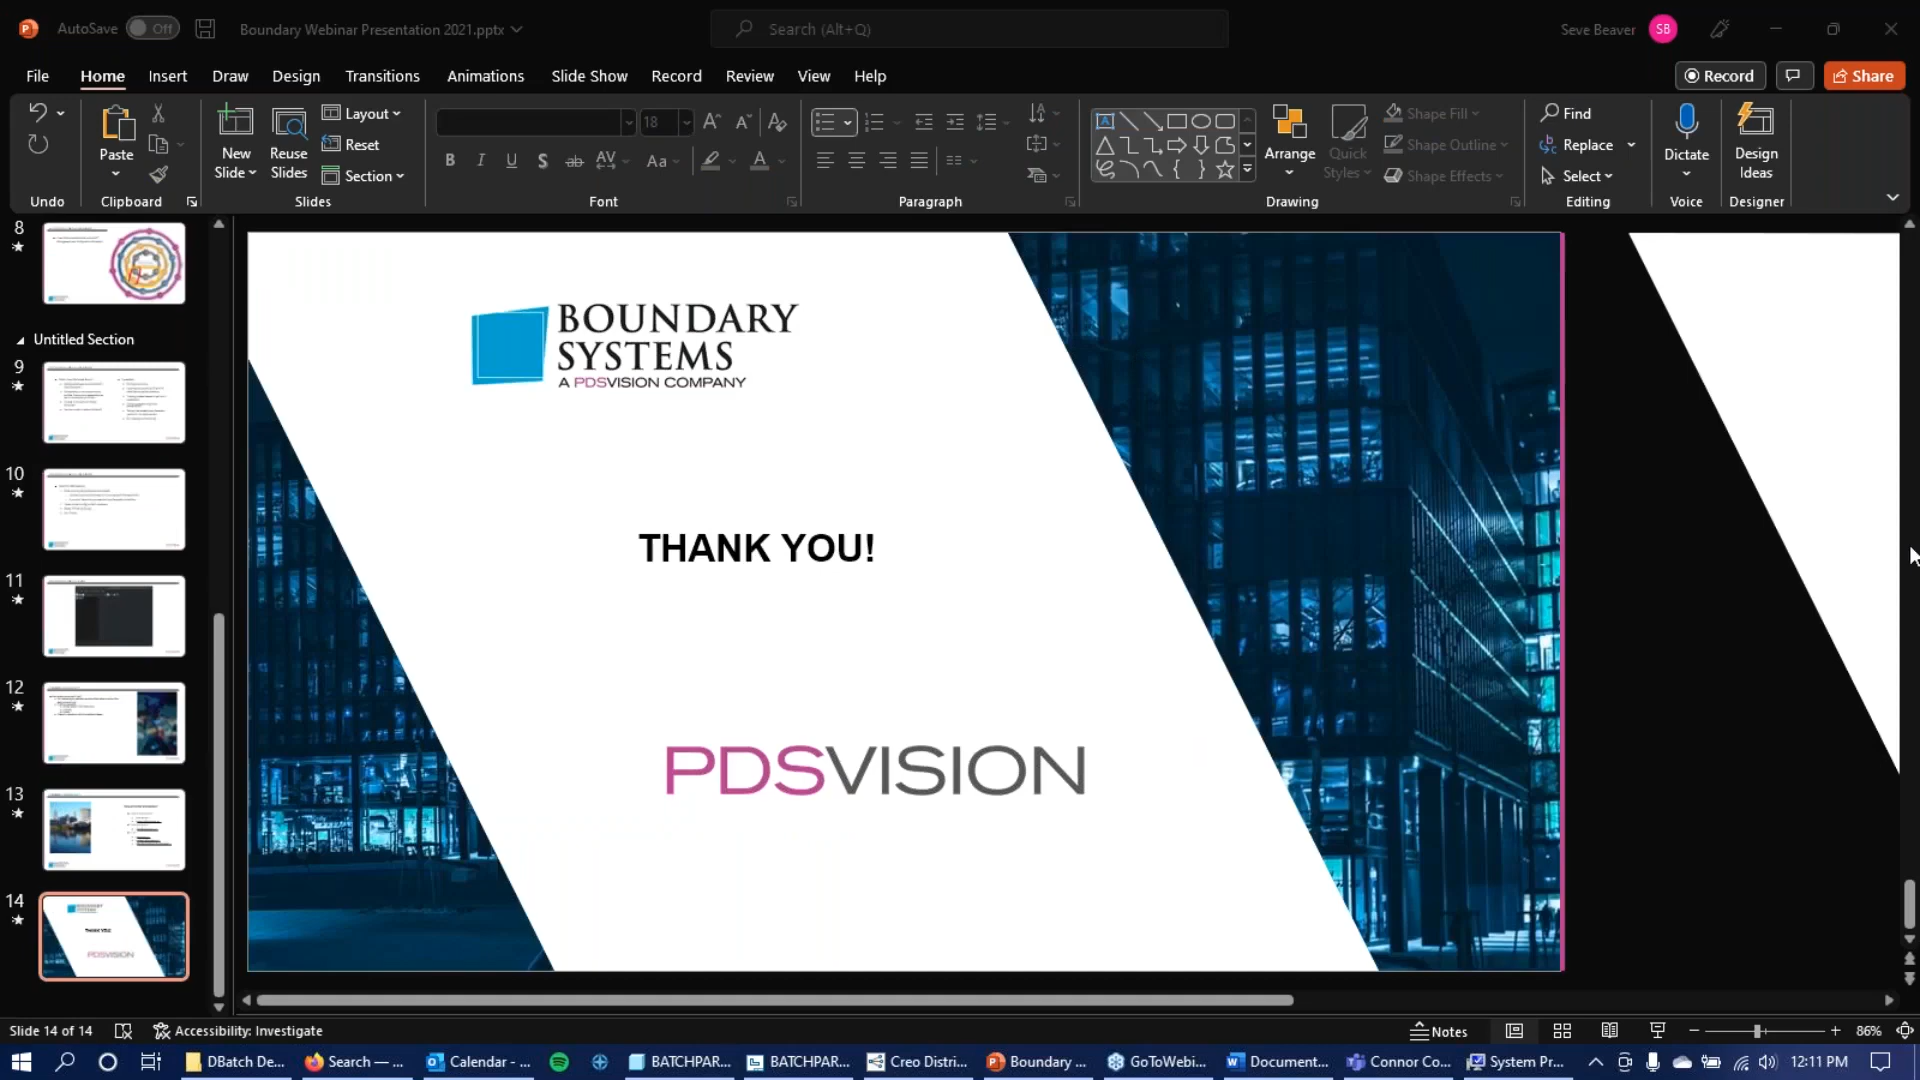 AutoSave Off Boundary Webinar Presentation 2021.pptx Search (Alt+Q) Seve Beaver SB
File Home Insert Draw Design Transitions Animations Slide Show Record Review View Help Record Share
Undo
Paste
Clipboard
New Slide
Reuse Slides
Layout
Reset
Section
Slides
18
Font
Paragraph
Arrange
Quick Styles
Shape Fill
Shape Outline
Shape Effects
Drawing
Find
Replace
Select
Editing
Dictate
Voice
Design Ideas
Designer
8
Untitled Section
9
10
11
12
13
14
BOUNDARY
SYSTEMS
A PDSVISION COMPANY
THANK YOU!
PDSVISION
Slide 14 of 14 Accessibility: Investigate Notes 86%
DBatch De... Search — ... Calendar - ... BATCHPAR... BATCHPAR... Creo Distri... Boundary ... GoToWebi... Document... Connor Co... System Pr... 12:11 PM